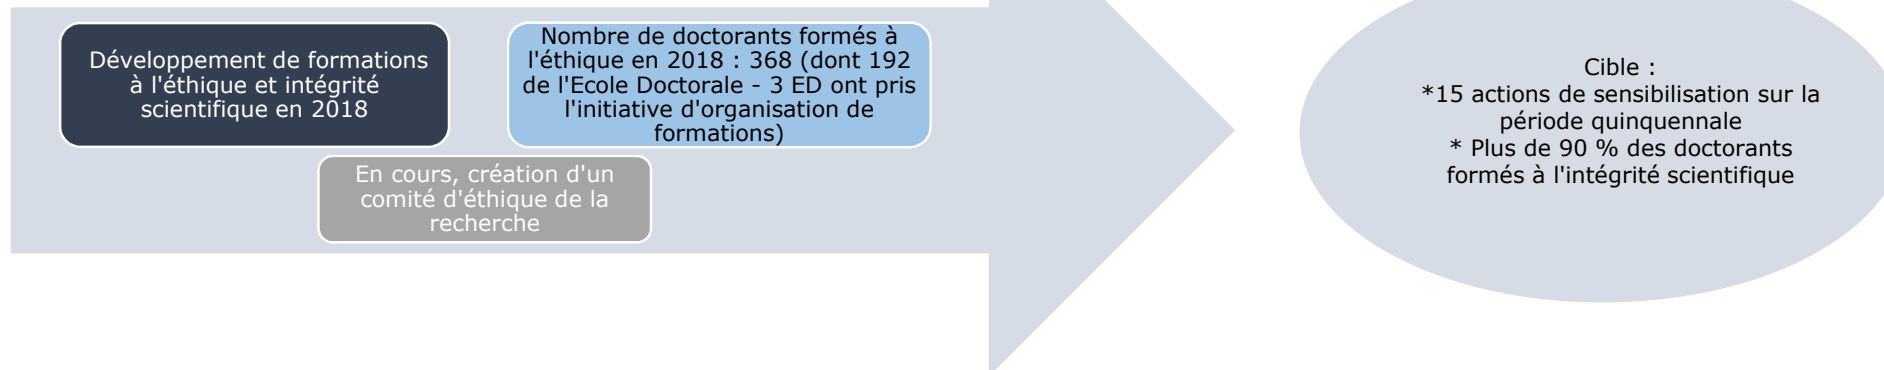 Développement de formations
à l'éthique et intégrité
scientifique en 2018
Nombre de doctorants formés à
l'éthique en 2018 : 368 (dont 192
de l'Ecole Doctorale - 3 ED ont pris
l'initiative d'organisation de
formations)
En cours, création d'un
comité d'éthique de la
recherche
Cible :
*15 actions de sensibilisation sur la
période quinquennale
* Plus de 90 % des doctorants
formés à l'intégrité scientifique